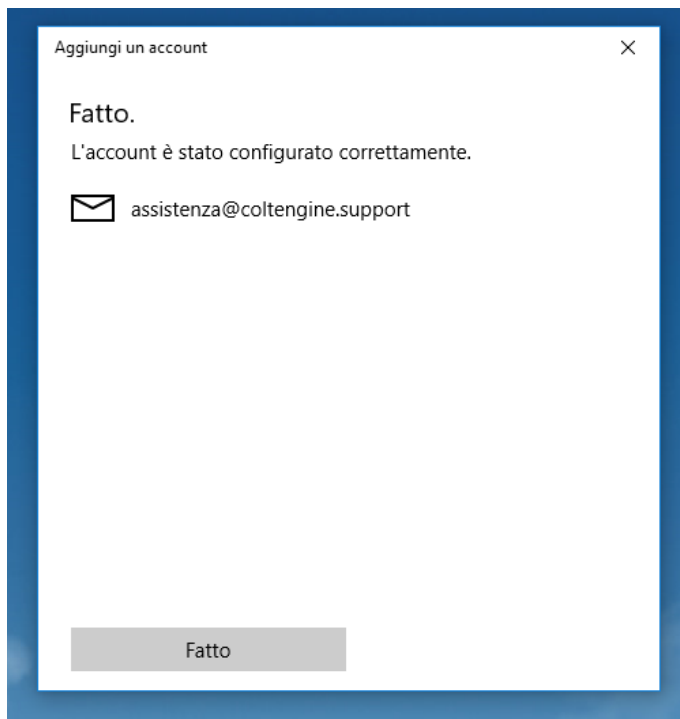 Aggiungi un account
Fatto.
L'account è stato configurato correttamente.
assistenza@coltengine.support
Fatto